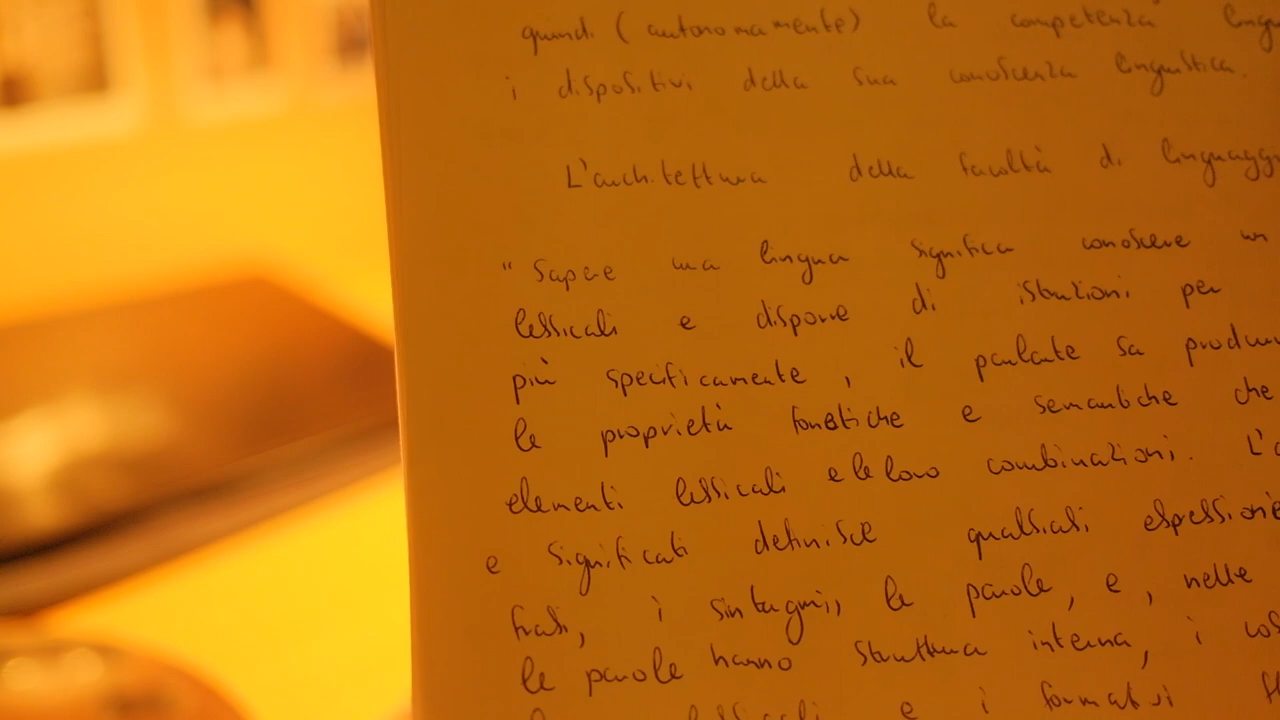 quindi (autonomamente) la competenza
i dispositivi della sua conoscenza linguistica.
L'architettura della facoltà di linguaggi
"Sapere una lingua significa conoscere un
lessicali e disporre di istruzioni per
più specificamente, il parlante sa
le proprietà fonetiche e semantiche che
elementi lessicali e le loro combinazioni. L'
e significati definisce qualsiasi espressione
frasi, i sintagmi, le parole, e, nelle
le parole hanno struttura interna, i
lessicali e i formativi